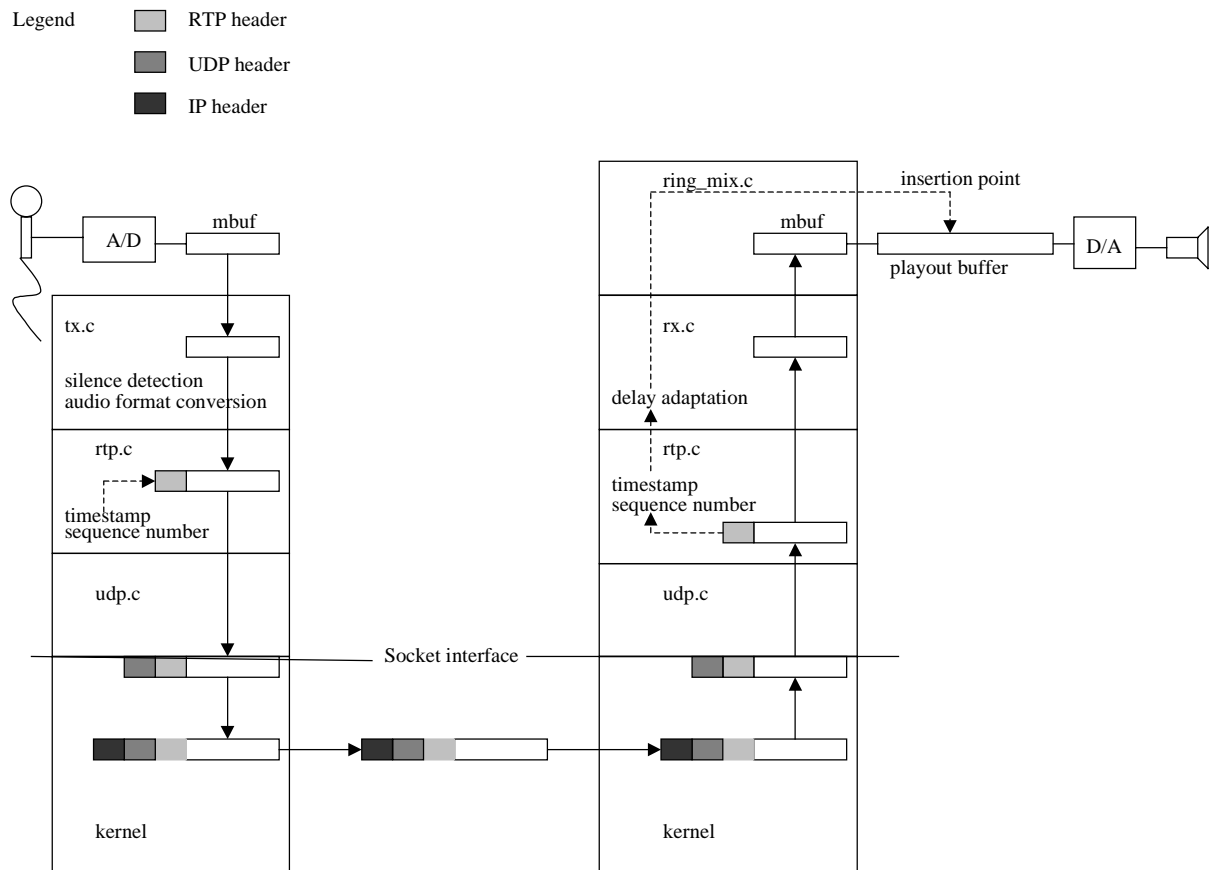 Legend
RTP header
UDP header
IP header
A/D
mbuf
tx.c
silence detection
audio format conversion
rtp.c
timestamp
sequence number
udp.c
Socket interface
kernel
ring_mix.c
insertion point
mbuf
playout buffer
D/A
rx.c
delay adaptation
rtp.c
timestamp
sequence number
udp.c
kernel